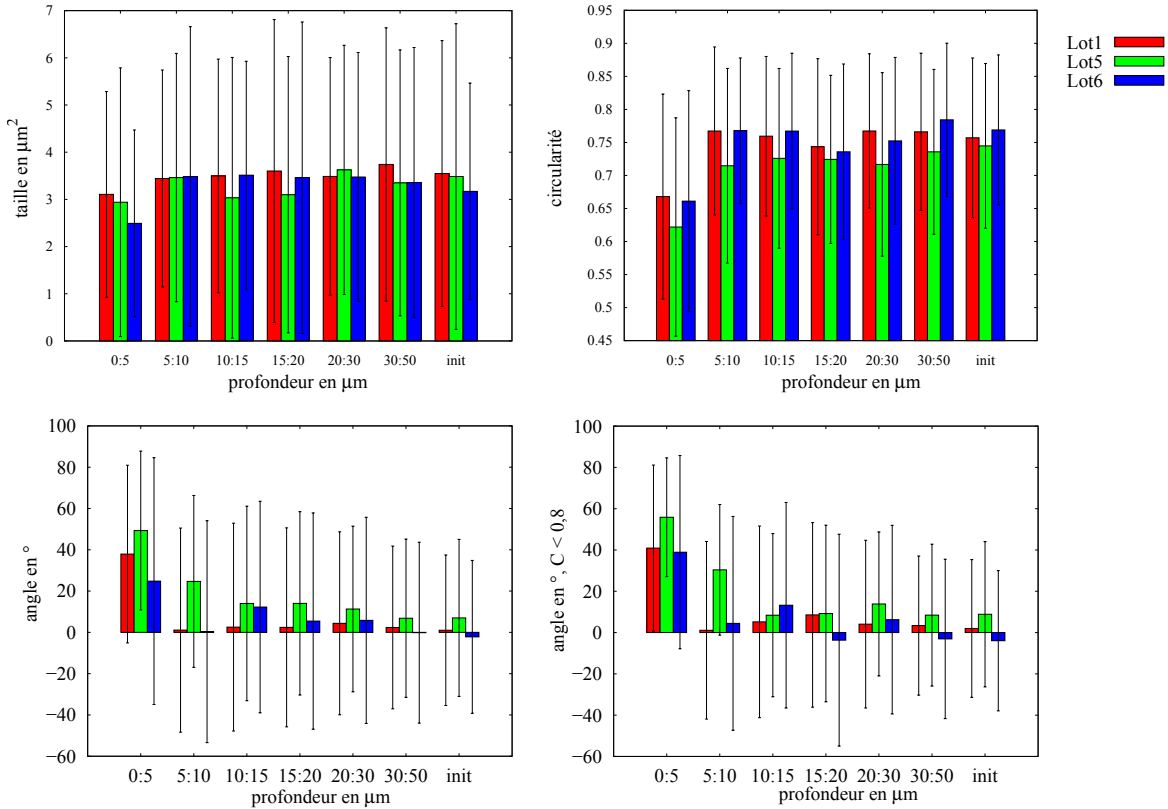 7
6
5
4
3
2
1
0
taille en μm²
0:5 5:10 10:15 15:20 20:30 30:50 init
profondeur en μm
0.95
0.9
0.85
0.8
0.75
0.7
0.65
0.6
0.55
0.5
0.45
circularité
0:5 5:10 10:15 15:20 20:30 30:50 init
profondeur en μm
Lot1
Lot5
Lot6
100
80
60
40
20
0
−20
−40
−60
angle en °
0:5 5:10 10:15 15:20 20:30 30:50 init
profondeur en μm
100
80
60
40
20
0
−20
−40
−60
angle en °, C < 0,8
0:5 5:10 10:15 15:20 20:30 30:50 init
profondeur en μm